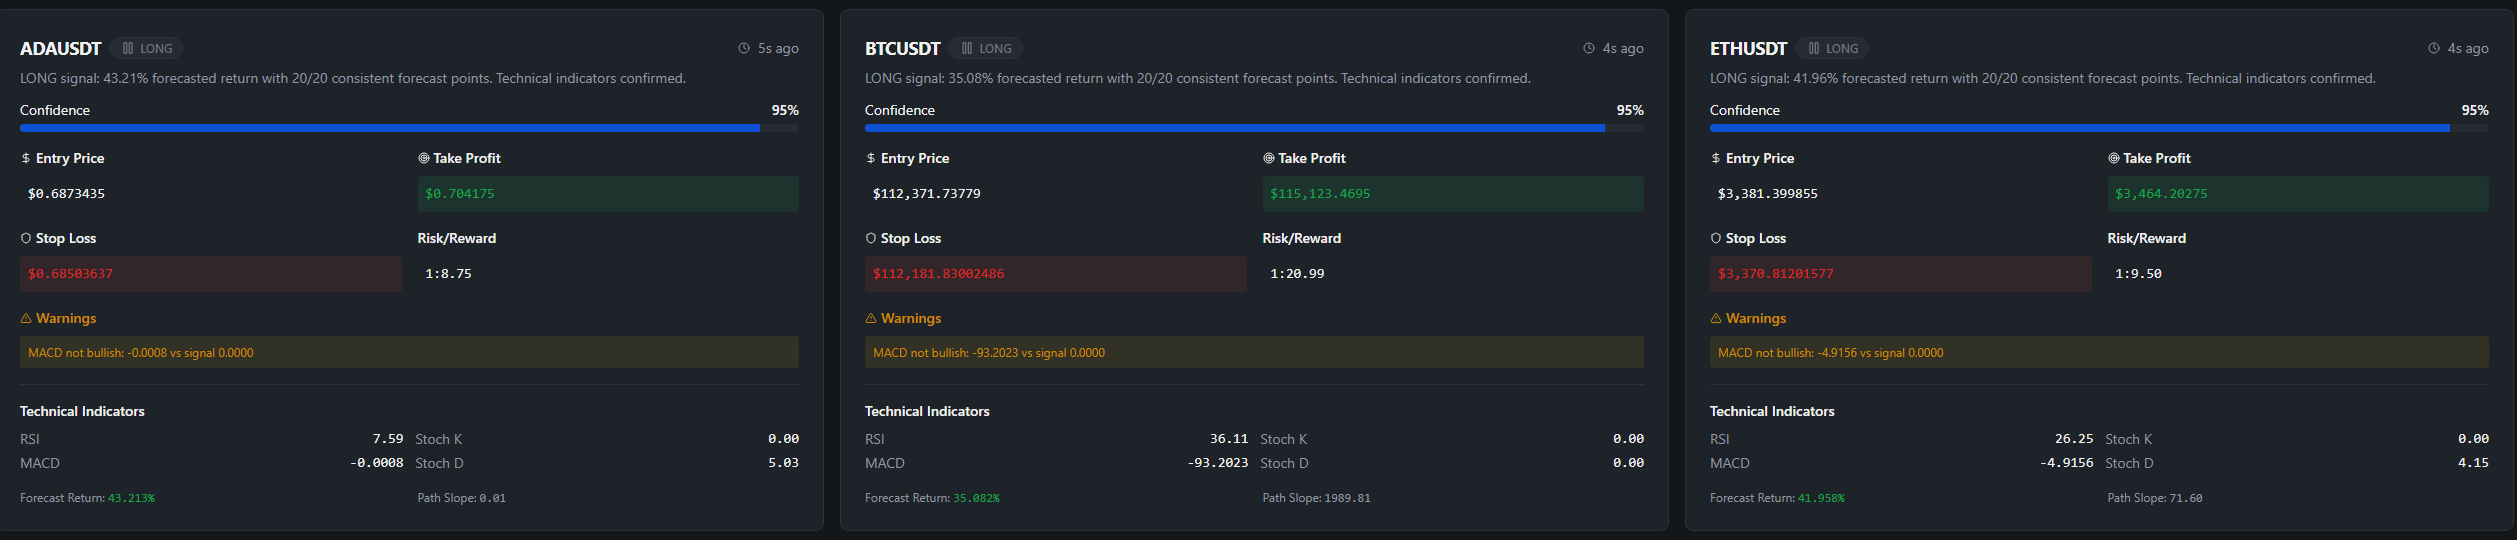 ADAUSDT LONG 5s ago
LONG signal: 43.21% forecasted return with 20/20 consistent forecast points. Technical indicators confirmed.
Confidence 95%
Entry Price Take Profit
$0.6873435 $0.704175
Stop Loss Risk/Reward
$0.68503637 1:8.75
Warnings
MACD not bullish: -0.0008 vs signal 0.0000
Technical Indicators
RSI 7.59 Stoch K 0.00
MACD -0.0008 Stoch D 5.03
Forecast Return: 43.213% Path Slope: 0.01
BTCUSDT LONG 4s ago
LONG signal: 35.08% forecasted return with 20/20 consistent forecast points. Technical indicators confirmed.
Confidence 95%
Entry Price Take Profit
$112,371.73779 $115,123.4695
Stop Loss Risk/Reward
$112,181.83002486 1:20.99
Warnings
MACD not bullish: -93.2023 vs signal 0.0000
Technical Indicators
RSI 36.11 Stoch K 0.00
MACD -93.2023 Stoch D 0.00
Forecast Return: 35.082% Path Slope: 1989.81
ETHUSDT LONG 4s ago
LONG signal: 41.96% forecasted return with 20/20 consistent forecast points. Technical indicators confirmed.
Confidence 95%
Entry Price Take Profit
$3,381.399855 $3,464.20275
Stop Loss Risk/Reward
$3,370.81201577 1:9.50
Warnings
MACD not bullish: -4.9156 vs signal 0.0000
Technical Indicators
RSI 26.25 Stoch K 0.00
MACD -4.9156 Stoch D 4.15
Forecast Return: 41.958% Path Slope: 71.60